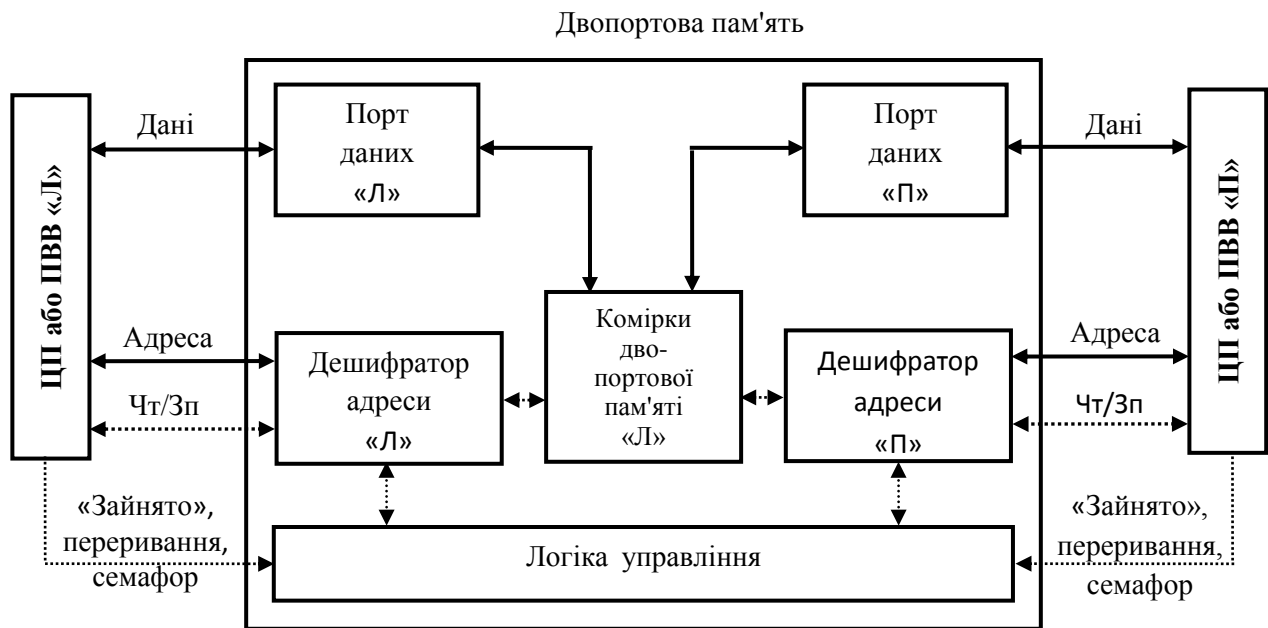 Двопортова пам'ять
ЦП або ПВВ «Л»
Дані
Порт
даних
«Л»
Порт
даних
«П»
Дані
ЦП або ПВВ «П»
Адреса
Чт/Зп
Дешифратор
адреси
«Л»
Комірки
дво-
портової
пам'яті
«Л»
Дешифратор
адреси
«П»
Адреса
Чт/Зп
«Зайнято»,
переривання,
семафор
Логіка управління
«Зайнято»,
переривання,
семафор